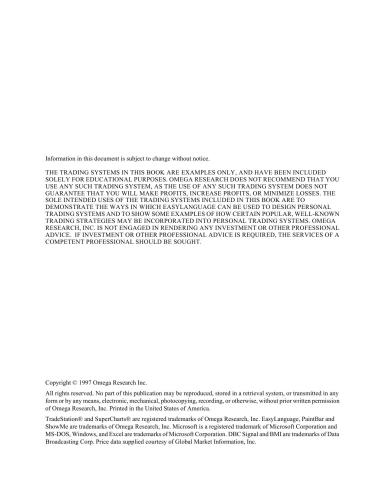 Information in this document is subject to change without notice.
THE TRADING SYSTEMS IN THIS BOOK ARE EXAMPLES ONLY, AND HAVE BEEN INCLUDED
SOLELY FOR EDUCATIONAL PURPOSES. OMEGA RESEARCH DOES NOT RECOMMEND THAT YOU
USE ANY SUCH TRADING SYSTEM, AS THE USE OF ANY SUCH TRADING SYSTEM DOES NOT
GUARANTEE THAT YOU WILL MAKE PROFITS, INCREASE PROFITS, OR MINIMIZE LOSSES. THE
SOLE INTENDED USES OF THE TRADING SYSTEMS INCLUDED IN THIS BOOK ARE TO
DEMONSTRATE THE WAYS IN WHICH EASYLANGUAGE CAN BE USED TO DESIGN PERSONAL
TRADING SYSTEMS AND TO SHOW SOME EXAMPLES OF HOW CERTAIN POPULAR, WELL-KNOWN
TRADING STRATEGIES MAY BE INCORPORATED INTO PERSONAL TRADING SYSTEMS. OMEGA
RESEARCH, INC. IS NOT ENGAGED IN RENDERING ANY INVESTMENT OR OTHER PROFESSIONAL
ADVICE. IF INVESTMENT OR OTHER PROFESSIONAL ADVICE IS REQUIRED, THE SERVICES OF A
COMPETENT PROFESSIONAL SHOULD BE SOUGHT.
Copyright © 1997 Omega Research Inc.
All rights reserved. No part of this publication may be reproduced, stored in a retrieval system, or transmitted in any
form or by any means, electronic, mechanical, photocopying, recording, or otherwise, without prior written permission
of Omega Research, Inc. Printed in the United States of America.
TradeStation® and SuperCharts® are registered trademarks of Omega Research, Inc. EasyLanguage, PaintBar and
ShowMe are trademarks of Omega Research, Inc. Microsoft is a registered trademark of Microsoft Corporation and
MS-DOS, Windows, and Excel are trademarks of Microsoft Corporation. DBC Signal and BMI are trademarks of Data
Broadcasting Corp. Price data supplied courtesy of Global Market Information, Inc.